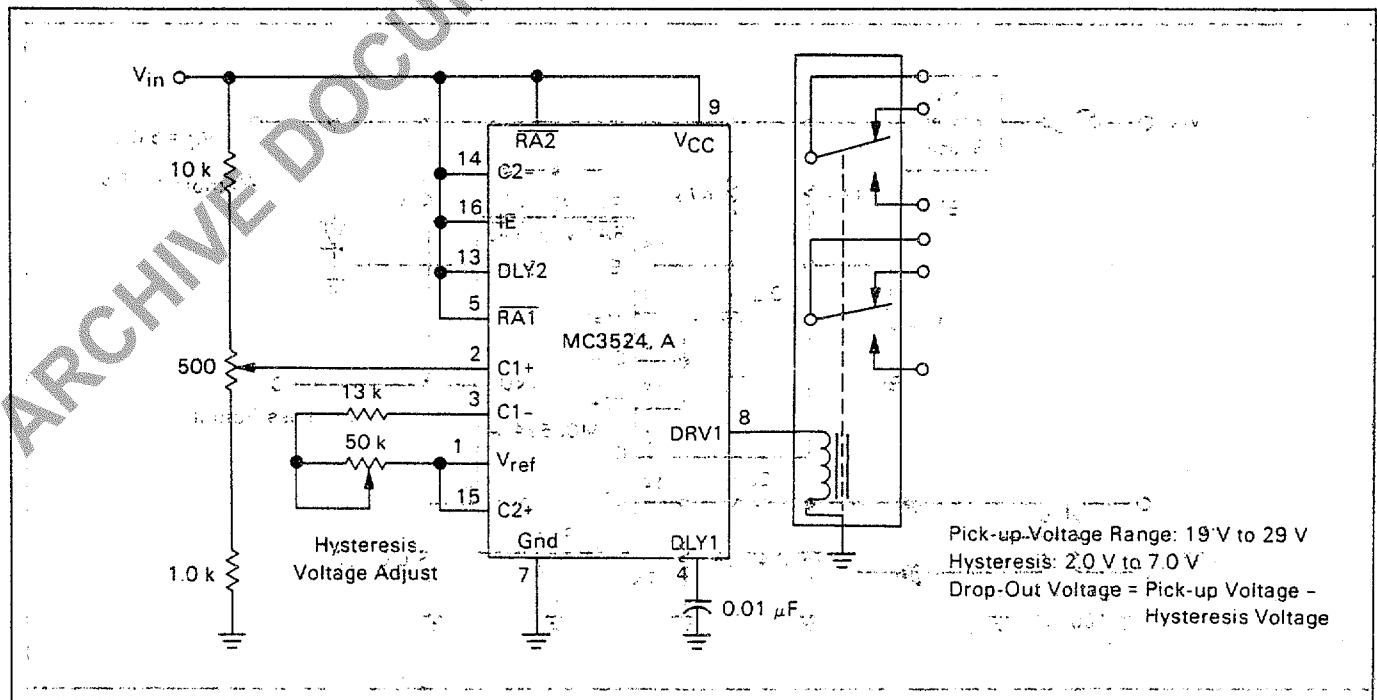 ARCHIVE DOCUM
Vin
9
RA2
VCC
10 k
14
C2-
16
IE
13
DLY2
5
RA1
MC3524, A
500
2
C1+
13 k
3
C1-
8
DRV1
50 k
1
Vref
15
C2+
Hysteresis
Voltage Adjust
Gnd
7
DLY1
4
1.0 k
0.01 μF
Pick-up Voltage Range: 19 V to 29 V
Hysteresis: 2.0 V to 7.0 V
Drop-Out Voltage = Pick-up Voltage –
Hysteresis Voltage